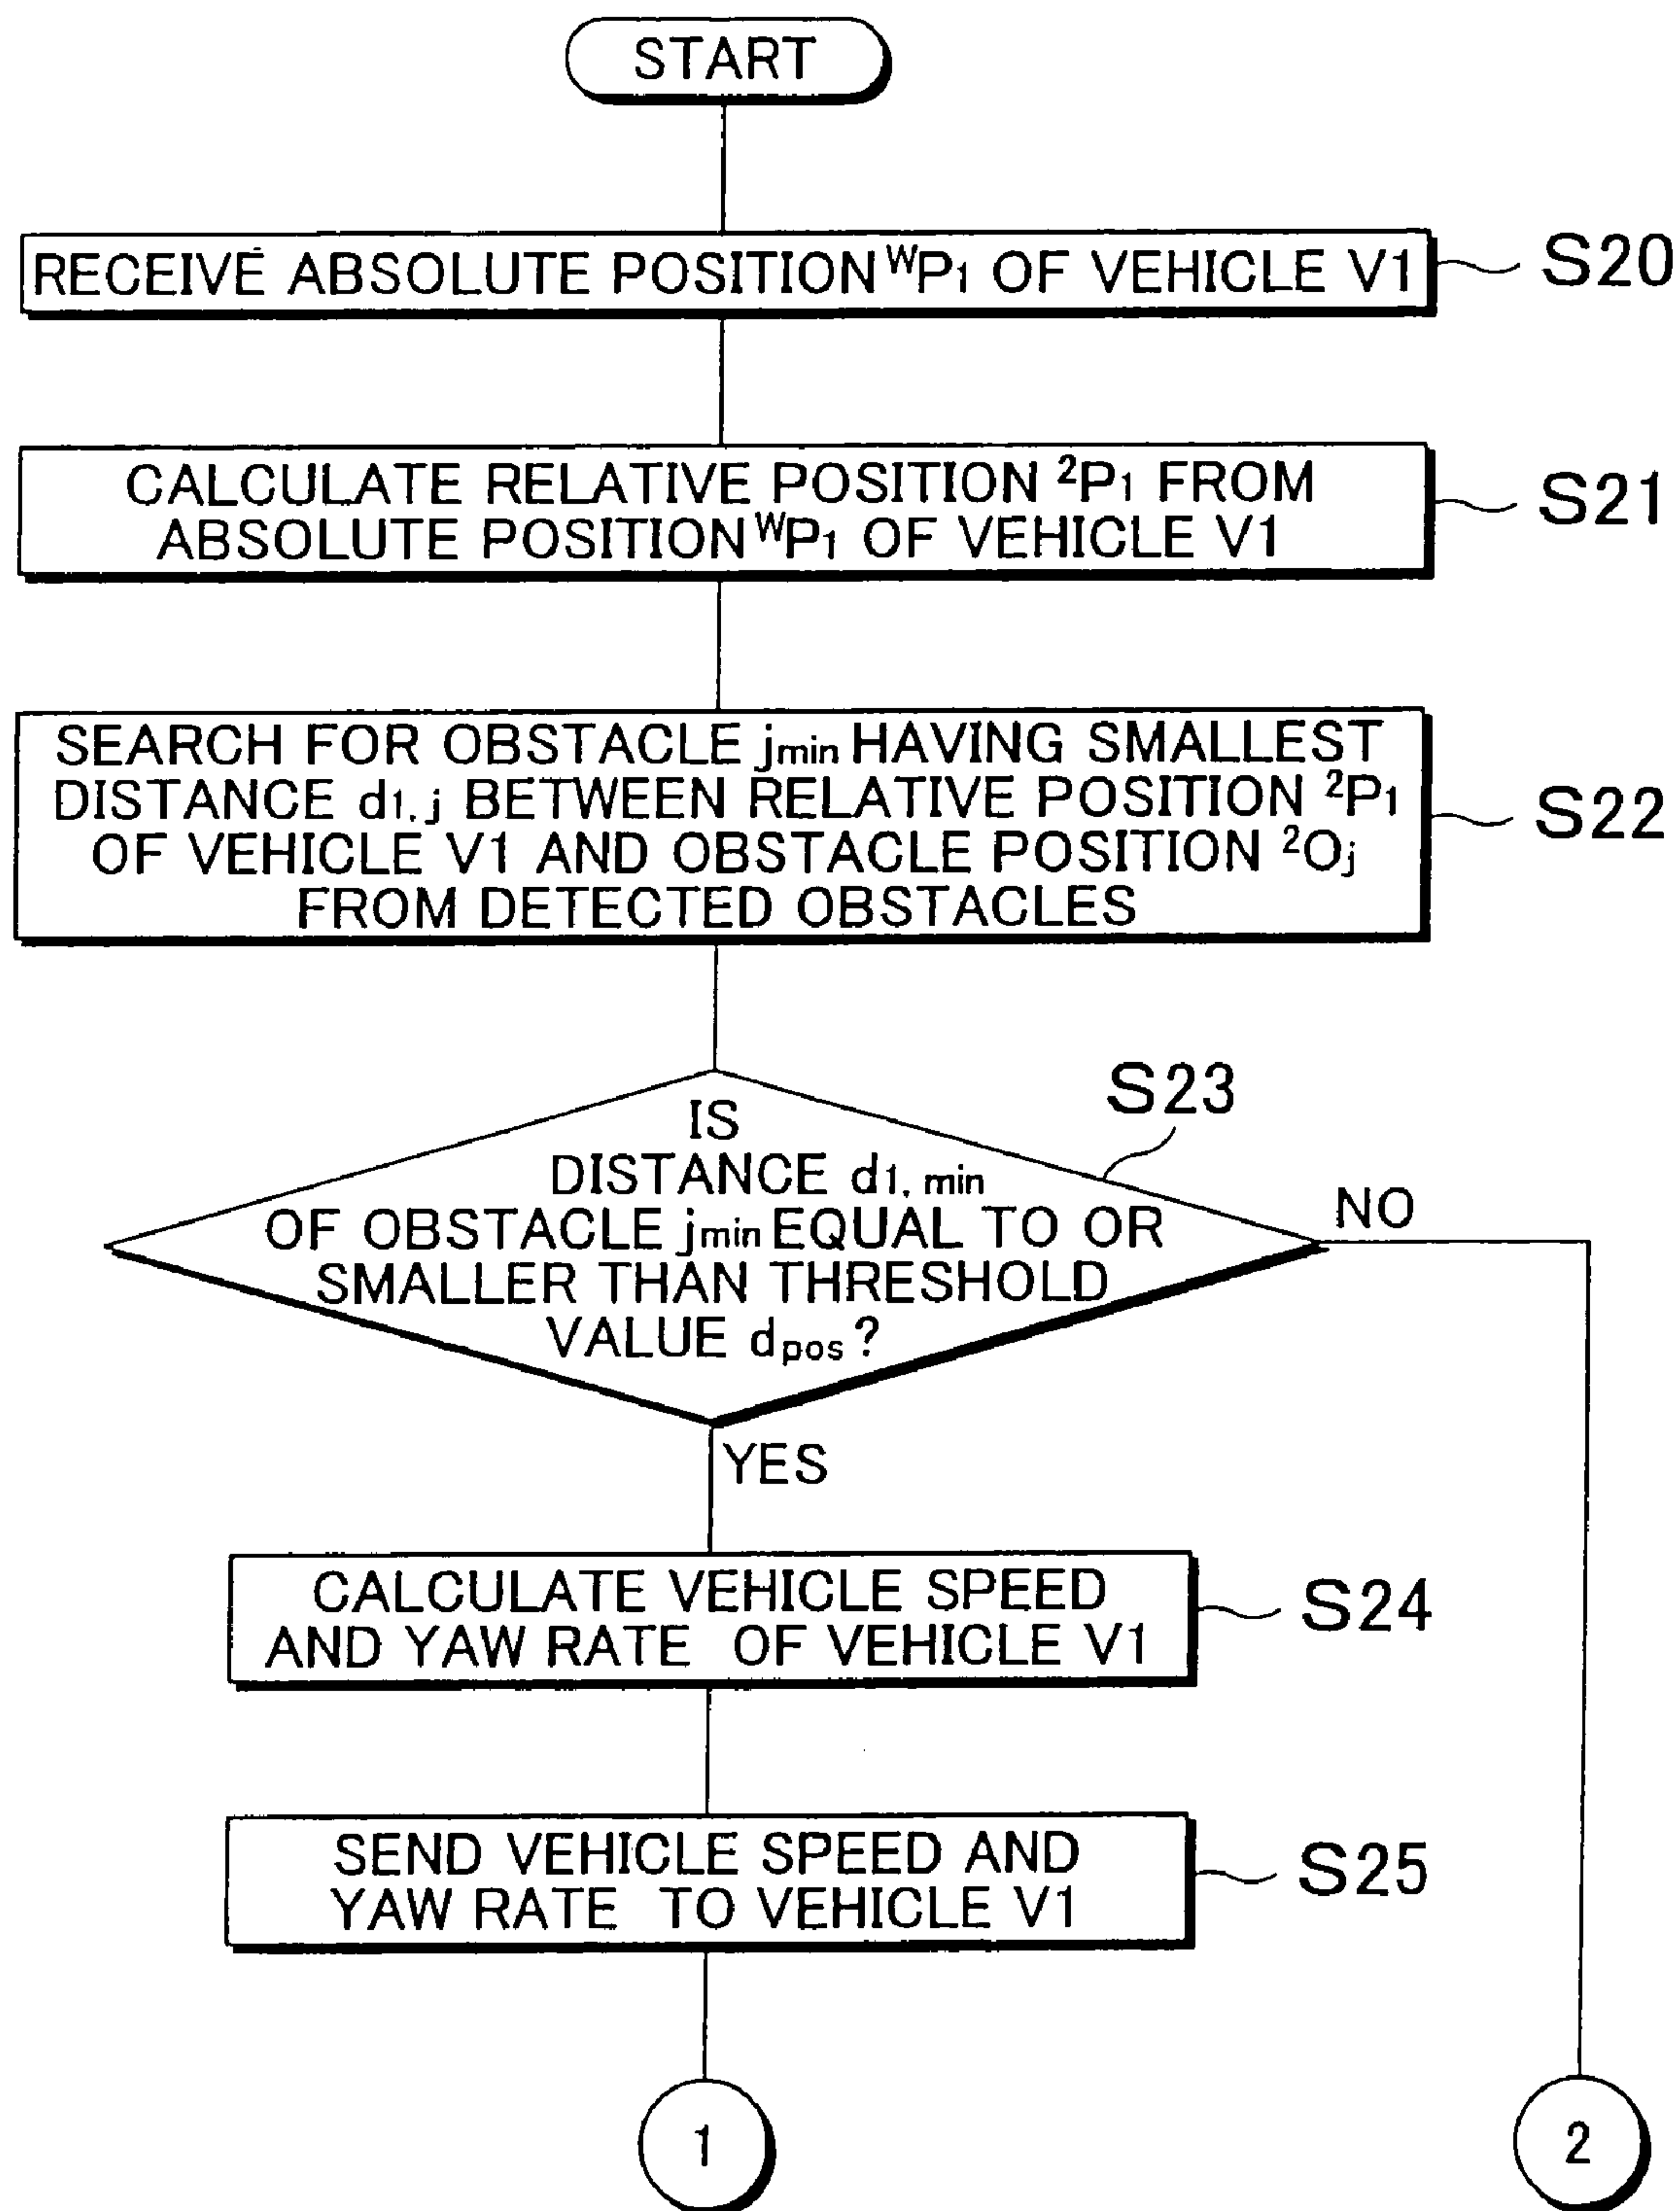 START
RECEIVE ABSOLUTE POSITION ᵂP₁ OF VEHICLE V1
S20
CALCULATE RELATIVE POSITION ²P₁ FROM
ABSOLUTE POSITION ᵂP₁ OF VEHICLE V1
S21
SEARCH FOR OBSTACLE jmin HAVING SMALLEST
DISTANCE d1,j BETWEEN RELATIVE POSITION ²P₁
OF VEHICLE V1 AND OBSTACLE POSITION ²Oj
FROM DETECTED OBSTACLES
S22
S23
IS
DISTANCE d1,min
OF OBSTACLE jmin EQUAL TO OR
SMALLER THAN THRESHOLD
VALUE dpos?
NO
YES
CALCULATE VEHICLE SPEED
AND YAW RATE OF VEHICLE V1
S24
SEND VEHICLE SPEED AND
YAW RATE TO VEHICLE V1
S25
1
2